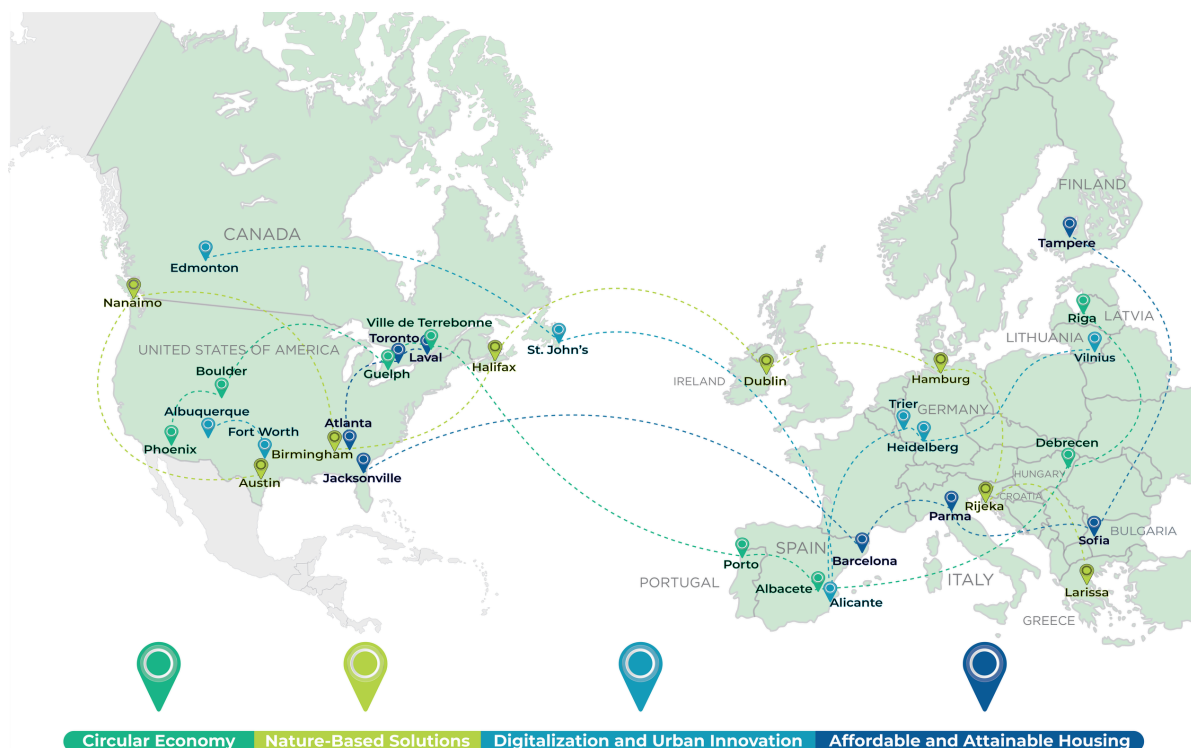 FINLAND
Tampere
CANADA
Edmonton
Nanaimo
Riga
LATVIA
Ville de Terrebonne
LITHUANIA
Toronto
St. John's
Vilnius
UNITED STATES OF AMERICA
Laval
Halifax
Guelph
Boulder
IRELAND
Dublin
Hamburg
Trier
GERMANY
Albuquerque
Atlanta
Fort Worth
Debrecen
Phoenix
Birmingham
Heidelberg
HUNGARY
Jacksonville
Austin
CROATIA
Rijeka
Parma
BULGARIA
Sofia
SPAIN
Porto
Barcelona
PORTUGAL
ITALY
Albacete
Alicante
Larissa
GREECE
Circular Economy
Nature-Based Solutions
Digitalization and Urban Innovation
Affordable and Attainable Housing